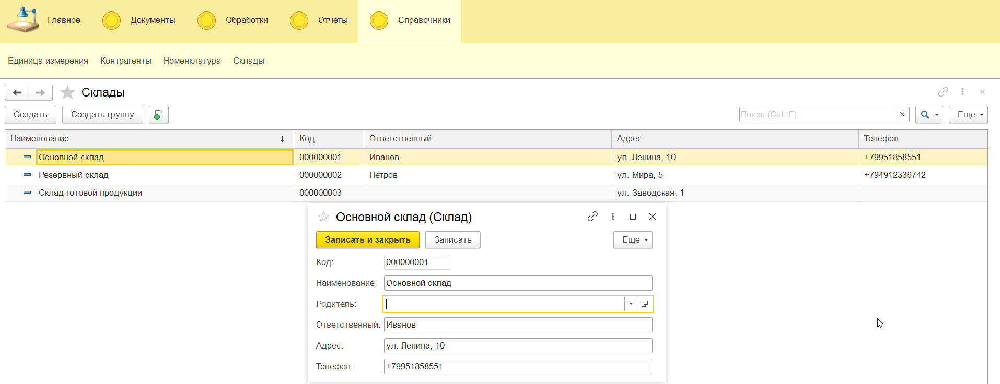 Главное Документы Обработки Отчеты Справочники
Единица измерения Контрагенты Номенклатура Склады
Склады
Создать Создать группу Поиск (Ctrl+F) Еще
Наименование Код Ответственный Адрес Телефон
Основной склад 000000001 Иванов ул. Ленина, 10 +79951858551
Резервный склад 000000002 Петров ул. Мира, 5 +794912336742
Склад готовой продукции 000000003 ул. Заводская, 1
Основной склад (Склад)
Записать и закрыть Записать Еще
Код: 000000001
Наименование: Основной склад
Родитель:
Ответственный: Иванов
Адрес: ул. Ленина, 10
Телефон: +79951858551